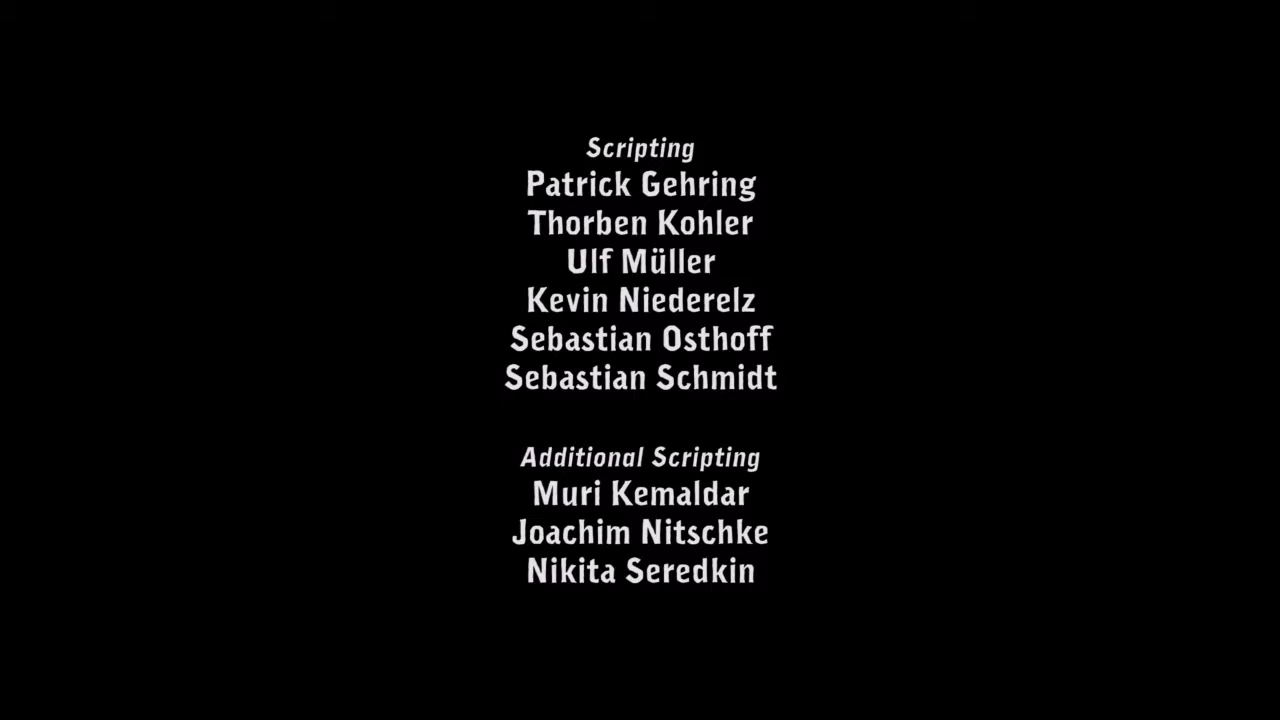 Scripting
Patrick Gehring
Thorben Kohler
Ulf Müller
Kevin Niederelz
Sebastian Osthoff
Sebastian Schmidt
Additional Scripting
Muri Kemaldar
Joachim Nitschke
Nikita Seredkin